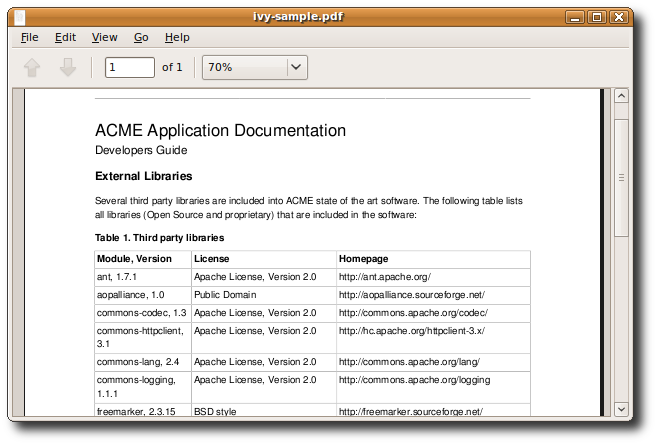 ivy-sample.pdf
File Edit View Go Help
1 of 1 70%
ACME Application Documentation
Developers Guide
External Libraries
Several third party libraries are included into ACME state of the art software. The following table lists
all libraries (Open Source and proprietary) that are included in the software:
Table 1. Third party libraries
Module, Version License Homepage
ant, 1.7.1 Apache License, Version 2.0 http://ant.apache.org/
aopalliance, 1.0 Public Domain http://aopalliance.sourceforge.net/
commons-codec, 1.3 Apache License, Version 2.0 http://commons.apache.org/codec/
commons-httpclient, Apache License, Version 2.0 http://hc.apache.org/httpclient-3.x/
3.1
commons-lang, 2.4 Apache License, Version 2.0 http://commons.apache.org/lang/
commons-logging, Apache License, Version 2.0 http://commons.apache.org/logging
1.1.1
freemarker, 2.3.15 BSD style http://freemarker.sourceforge.net/